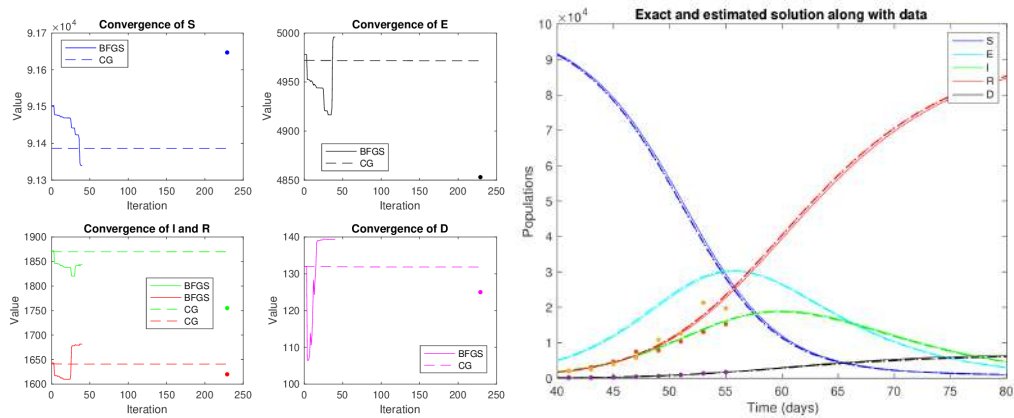 Convergence of S
×10⁴
9.17
9.16
9.15
9.14
9.13
Value
BFGS
CG
0 50 100 150 200 250
Iteration
Convergence of E
5000
4950
4900
4850
Value
BFGS
CG
0 50 100 150 200 250
Iteration
Convergence of I and R
1900
1850
1800
1750
1700
1650
1600
Value
BFGS
BFGS
CG
CG
0 50 100 150 200 250
Iteration
Convergence of D
140
130
120
110
100
Value
BFGS
CG
0 50 100 150 200 250
Iteration
Exact and estimated solution along with data
×10⁴
10
9
8
7
6
5
4
3
2
1
0
Populations
S
E
I
R
D
40 45 50 55 60 65 70 75 80
Time (days)